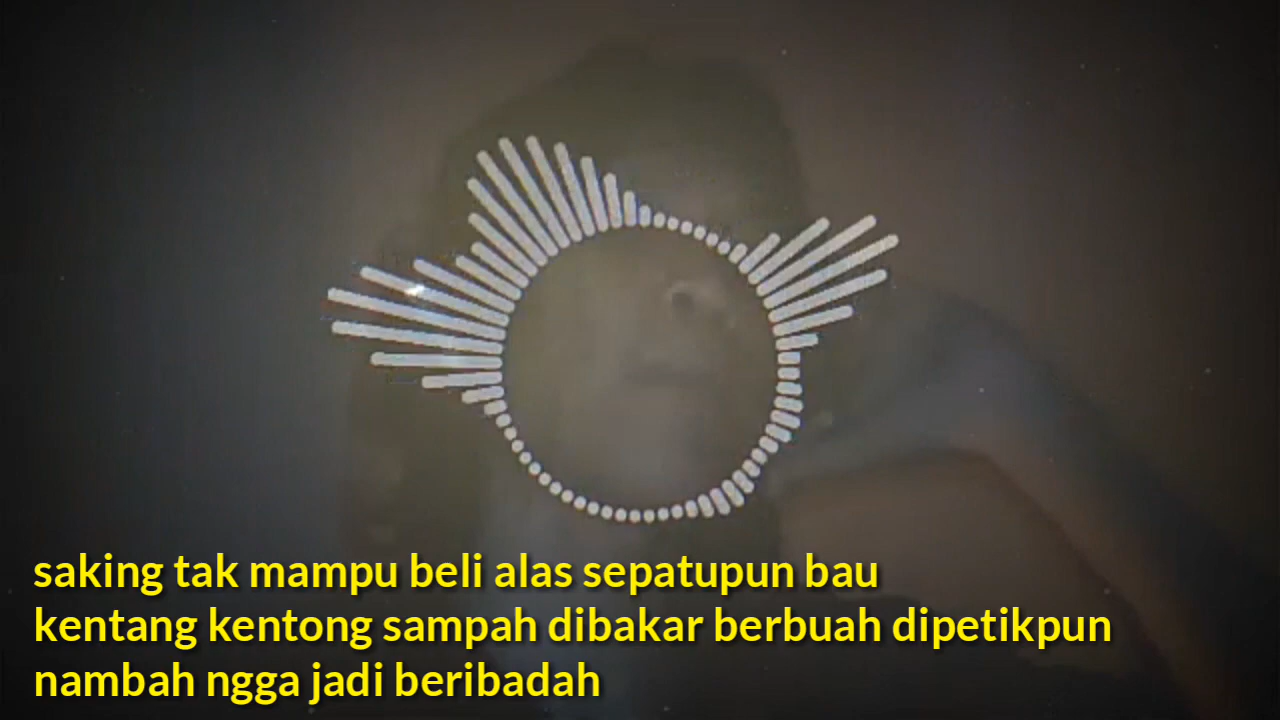 saking tak mampu beli alas sepatupun bau
kentang kentong sampah dibakar berbuah dipetikpun
nambah ngga jadi beribadah